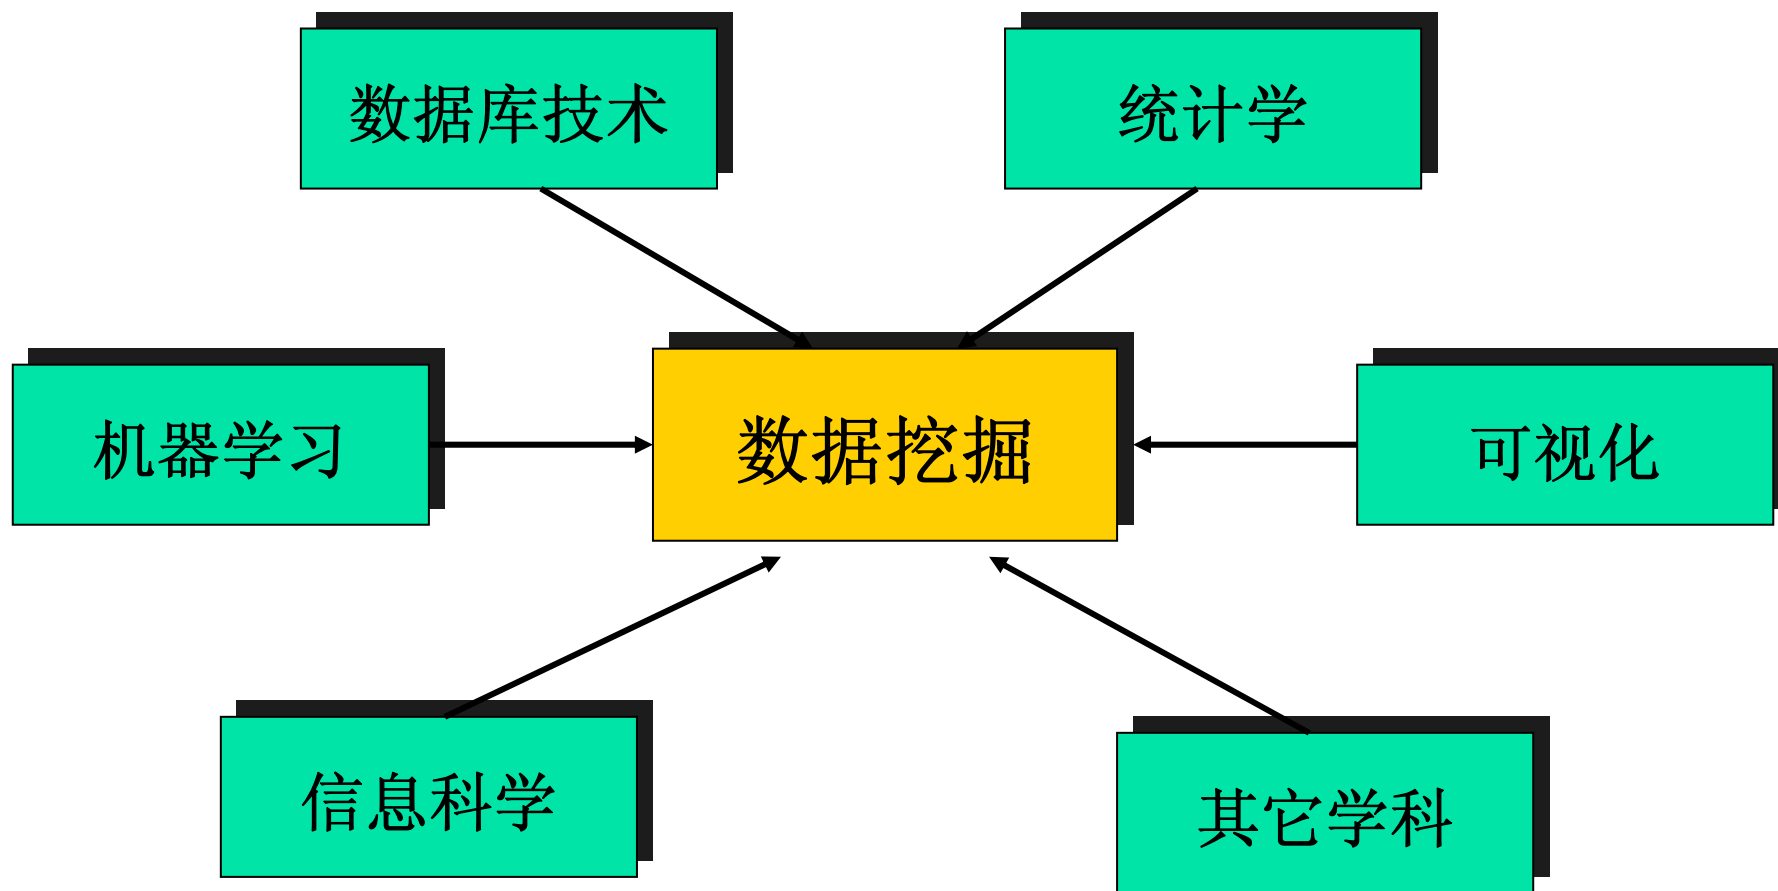 数据库技术
统计学
机器学习
数据挖掘
可视化
信息科学
其它学科